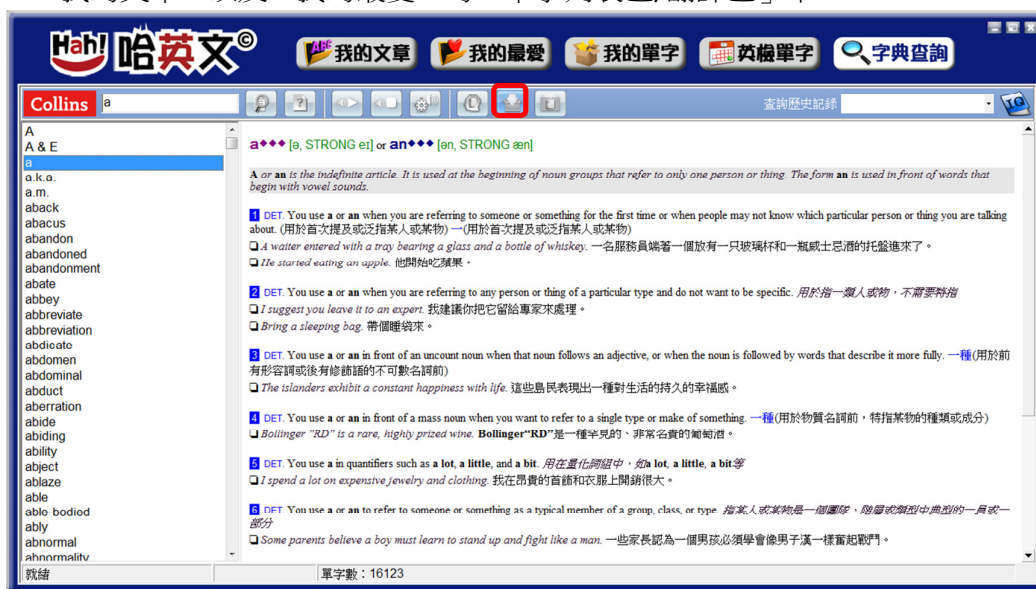 Hah! 哈英文©
ABC 我的文章 我的最愛 我的單字 英檢單字 字典查詢
Collins a 查詢歷史記錄 IQ
A
A & E
a
a.k.a.
a.m.
aback
abacus
abandon
abandoned
abandonment
abate
abbey
abbreviate
abbreviation
abdicate
abdomen
abdominal
abduct
aberration
abide
abiding
ability
abject
ablaze
able
able-bodied
ably
abnormal
abnormality
a◆◆◆ [ə, STRONG eɪ] or an◆◆◆ [ən, STRONG æn]
A or an is the indefinite article. It is used at the beginning of noun groups that refer to only one person or thing. The form an is used in front of words that
begin with vowel sounds.
1 DET. You use a or an when you are referring to someone or something for the first time or when people may not know which particular person or thing you are talking
about. (用於首次提及或泛指某人或某物) 一(用於首次提及或泛指某人或某物)
❑ A waiter entered with a tray bearing a glass and a bottle of whiskey. 一名服務員端著一個放有一只玻璃杯和一瓶威士忌酒的托盤進來了。
❑ He started eating an apple. 他開始吃蘋果。
2 DET. You use a or an when you are referring to any person or thing of a particular type and do not want to be specific. 用於指一類人或物，不需要特指
❑ I suggest you leave it to an expert. 我建議你把它留給專家來處理。
❑ Bring a sleeping bag. 帶個睡袋來。
3 DET. You use a or an in front of an uncount noun when that noun follows an adjective, or when the noun is followed by words that describe it more fully. 一種(用於前
有形容詞或後有修飾語的不可數名詞前)
❑ The islanders exhibit a constant happiness with life. 這些島民表現出一種對生活的持久的幸福感。
4 DET. You use a or an in front of a mass noun when you want to refer to a single type or make of something. 一種(用於物質名詞前，特指某物的種類或成分)
❑ Bollinger "RD" is a rare, highly prized wine. Bollinger“RD”是一種罕見的、非常名貴的葡萄酒。
5 DET. You use a in quantifiers such as a lot, a little, and a bit. 用在量化詞組中，如a lot, a little, a bit等
❑ I spend a lot on expensive jewelry and clothing. 我在昂貴的首飾和衣服上開銷很大。
6 DET. You use a or an to refer to someone or something as a typical member of a group, class, or type. 指某人或某物是一個團隊、階層或類型中典型的一員或一
部分
❑ Some parents believe a boy must learn to stand up and fight like a man. 一些家長認為一個男孩必須學會像男子漢一樣奮起戰鬥。
就緒 單字數：16123